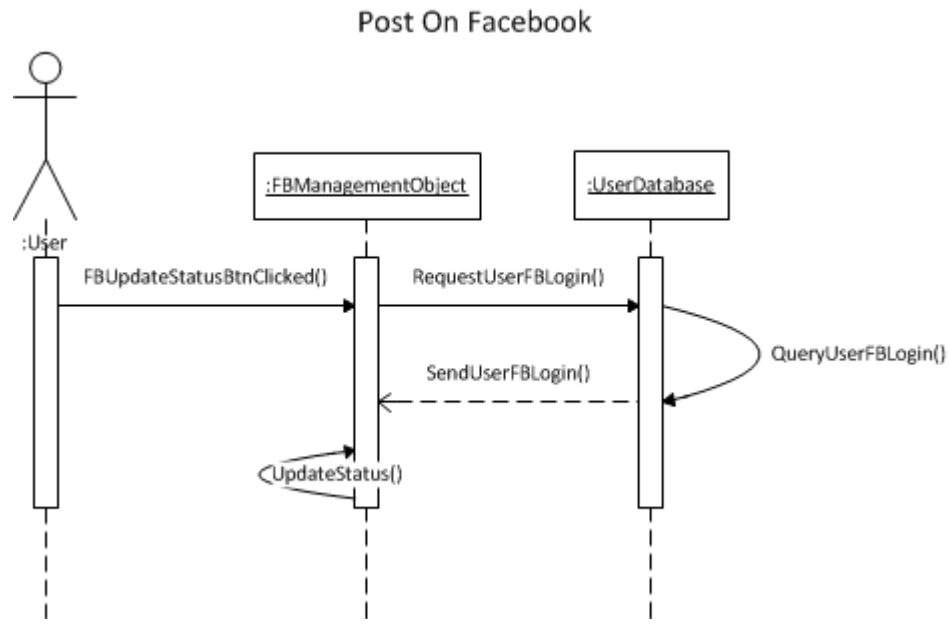 Post On Facebook
:FBManagementObject
:UserDatabase
:User
FBUpdateStatusBtnClicked()
RequestUserFBLogin()
QueryUserFBLogin()
SendUserFBLogin()
UpdateStatus()